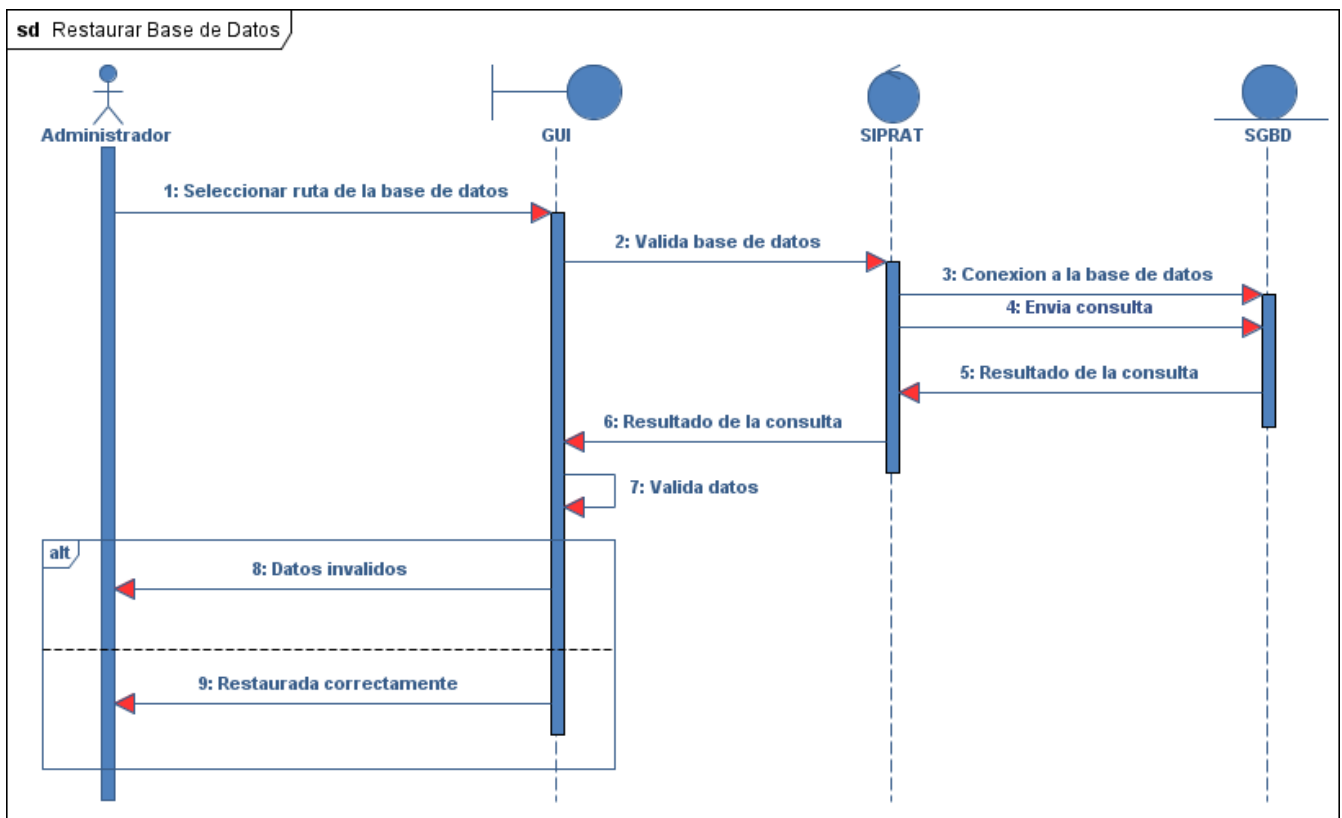 sd Restaurar Base de Datos
Administrador
GUI
SIPRAT
SGBD
1: Seleccionar ruta de la base de datos
2: Valida base de datos
3: Conexion a la base de datos
4: Envia consulta
5: Resultado de la consulta
6: Resultado de la consulta
7: Valida datos
alt
8: Datos invalidos
9: Restaurada correctamente